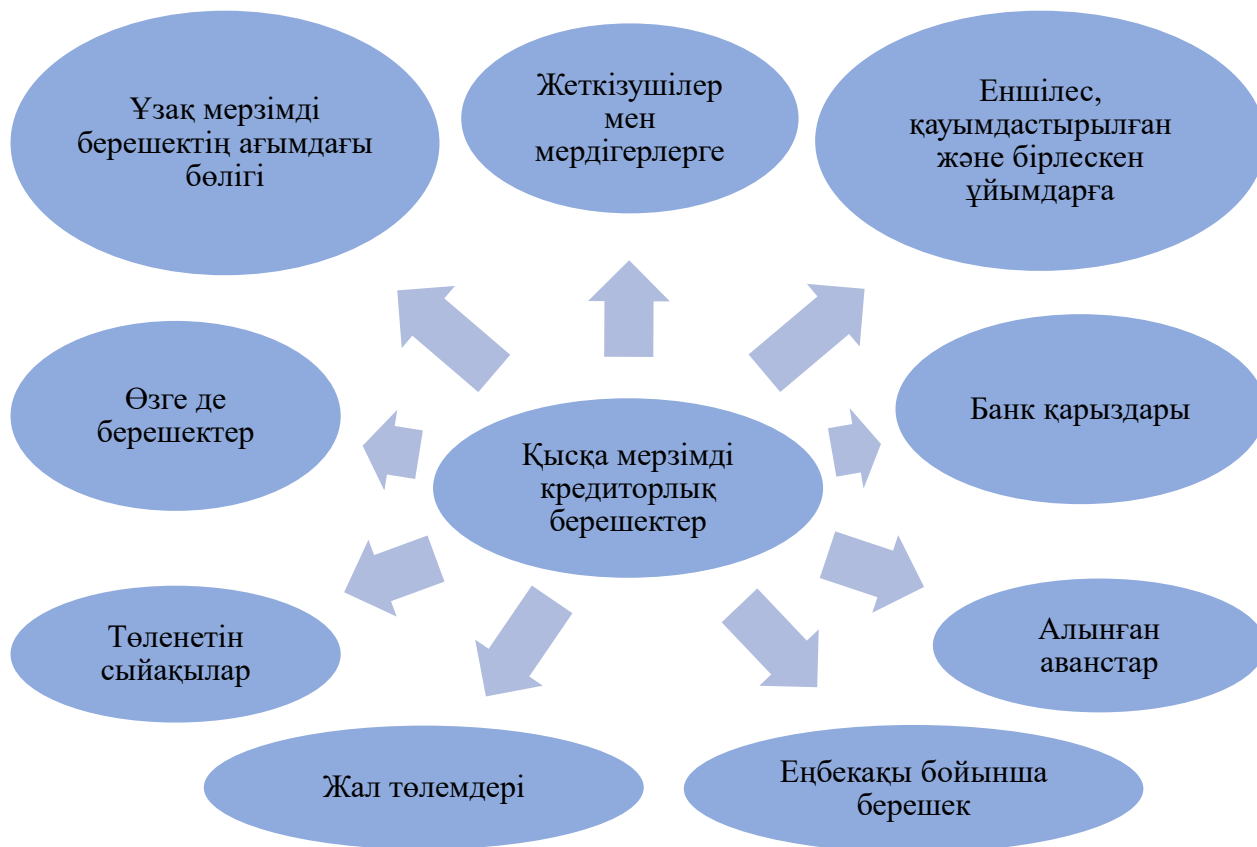 Ұзақ мерзімді
берешектің ағымдағы
бөлігі
Жеткізушілер
мен
мердігерлерге
Еншілес,
қауымдастырылған
және бірлескен
ұйымдарға
Өзге де
берешектер
Қысқа мерзімді
кредиторлық
берешектер
Банк қарыздары
Төленетін
сыйақылар
Алынған
аванстар
Жал төлемдері
Еңбекақы бойынша
берешек